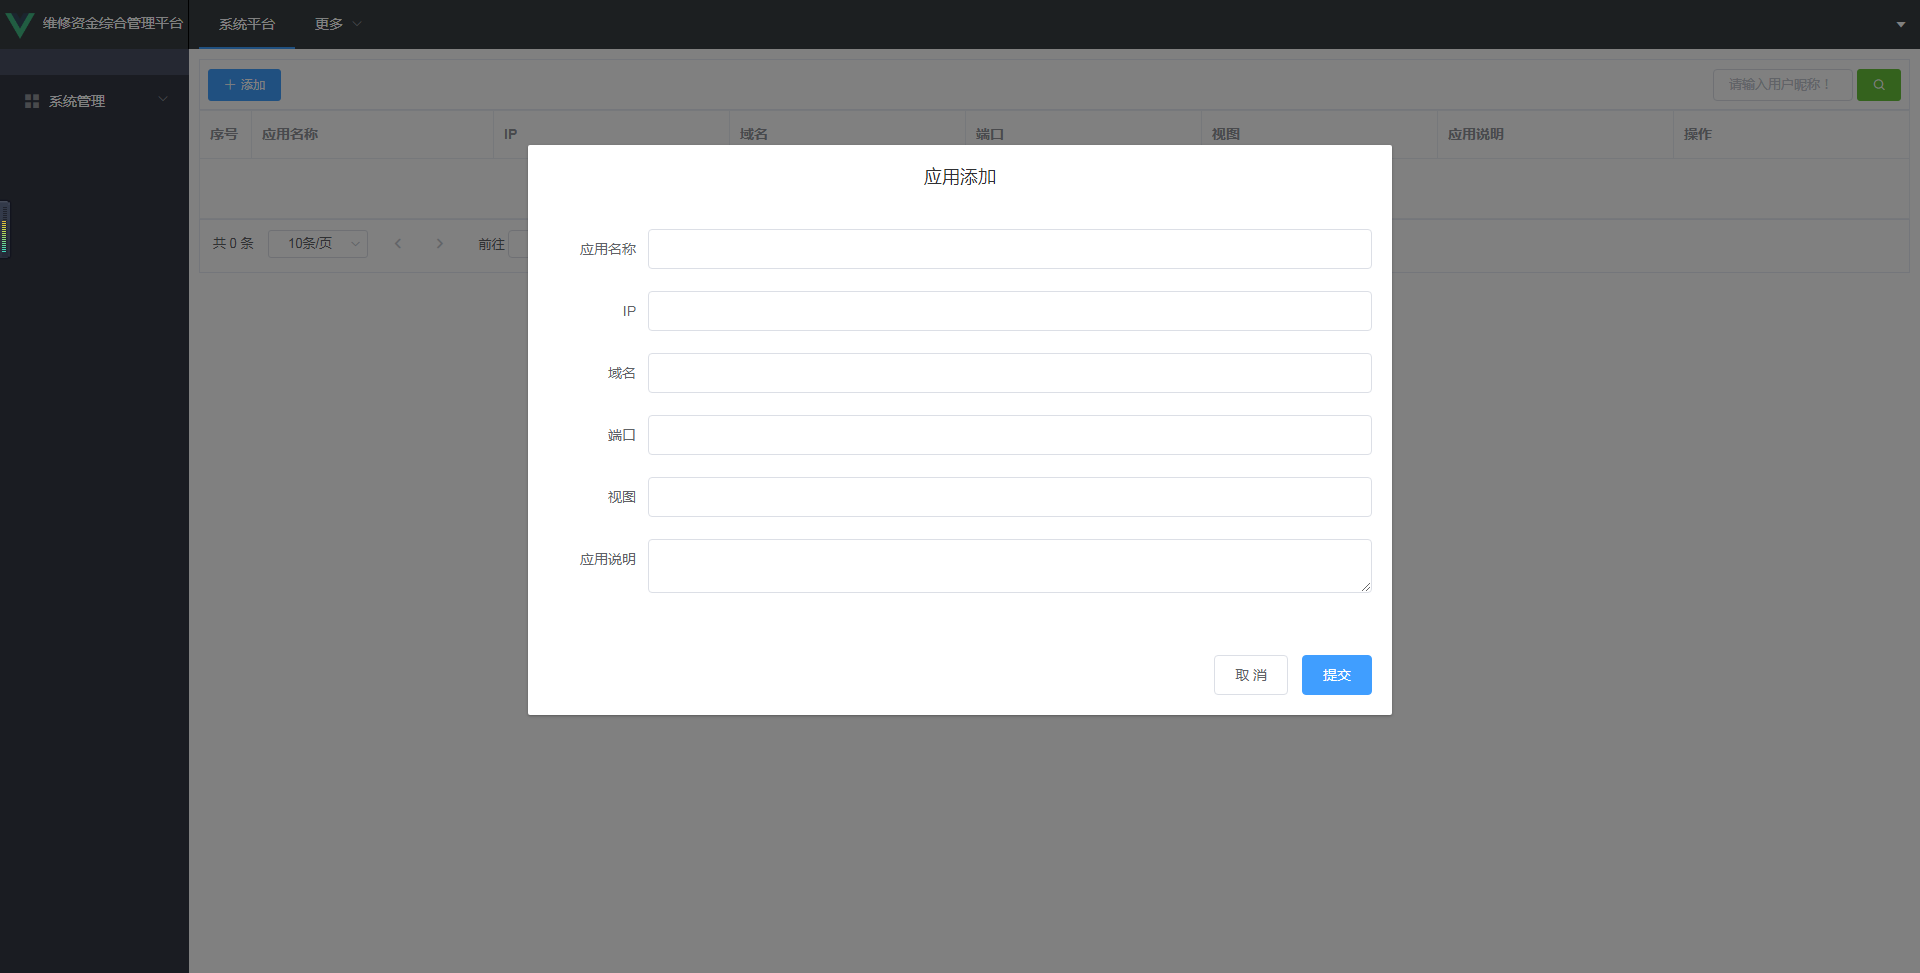 维修资金综合管理平台
系统平台
更多
系统管理
添加
请输入用户昵称！
序号
应用名称
IP
域名
端口
视图
应用说明
操作
共 0 条
10条/页
前往
应用添加
应用名称
IP
域名
端口
视图
应用说明
取 消
提交